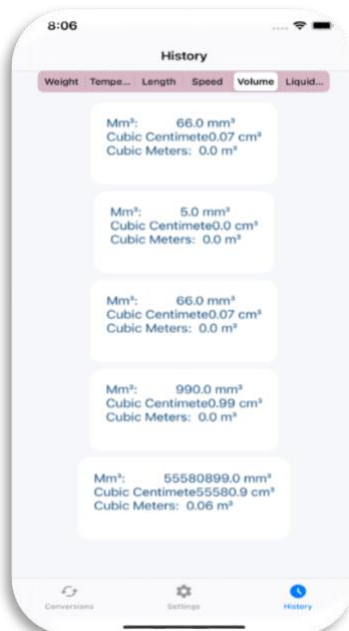 8:06
History
Weight Tempe... Length Speed Volume Liquid...
Mm³: 66.0 mm³
Cubic Centimete0.07 cm³
Cubic Meters: 0.0 m³
Mm³: 5.0 mm³
Cubic Centimete0.0 cm³
Cubic Meters: 0.0 m³
Mm³: 66.0 mm³
Cubic Centimete0.07 cm³
Cubic Meters: 0.0 m³
Mm³: 990.0 mm³
Cubic Centimete0.99 cm³
Cubic Meters: 0.0 m³
Mm³: 55580899.0 mm³
Cubic Centimete55580.9 cm³
Cubic Meters: 0.06 m³
Conversions Settings History